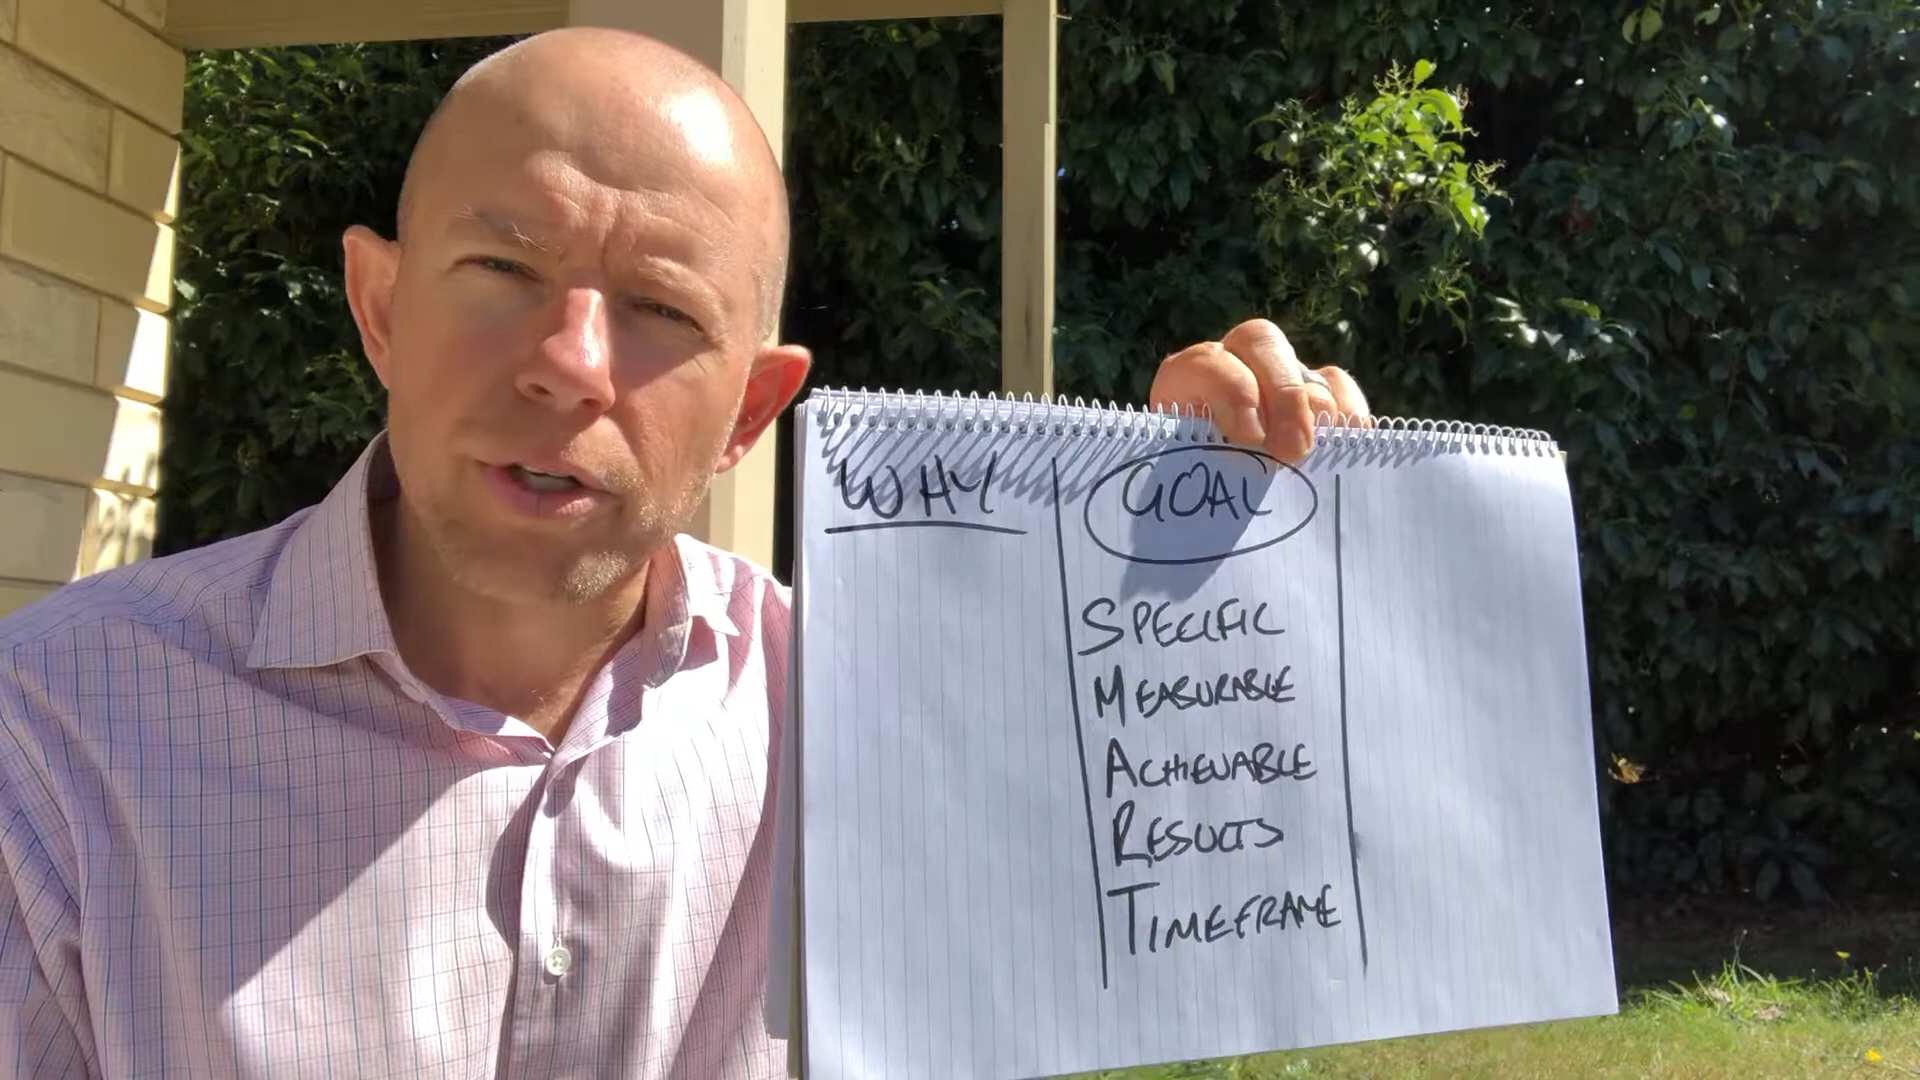 WHY
GOAL
SPECIFIC
MEASURABLE
ACHIEVABLE
RESULTS
TIMEFRAME